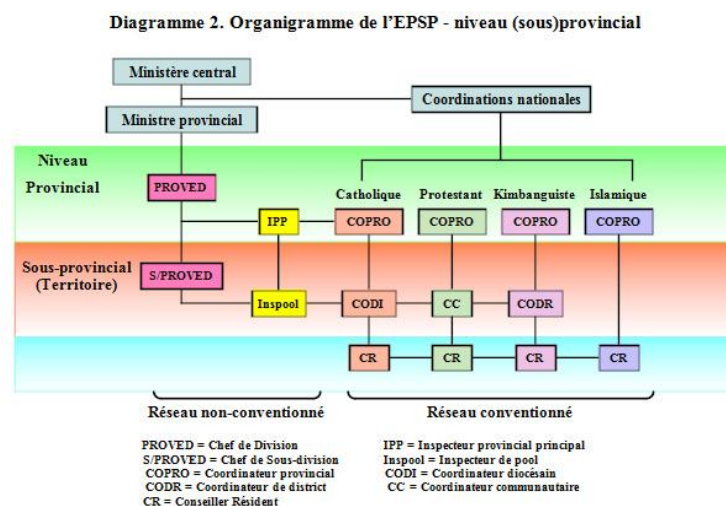 Diagramme 2. Organigramme de l'EPSP - niveau (sous)provincial
Ministère central
Coordinations nationales
Ministre provincial
Niveau
Provincial
PROVED
Catholique Protestant Kimbanguiste Islamique
IPP COPRO COPRO COPRO COPRO
Sous-provincial
(Territoire)
S/PROVED
Inspool CODI CC CODR
CR CR CR CR
Réseau non-conventionné Réseau conventionné
PROVED = Chef de Division
S/PROVED = Chef de Sous-division
COPRO = Coordinateur provincial
CODR = Coordinateur de district
CR = Conseiller Résident
IPP = Inspecteur provincial principal
Inspool = Inspecteur de pool
CODI = Coordinateur diocésain
CC = Coordinateur communautaire